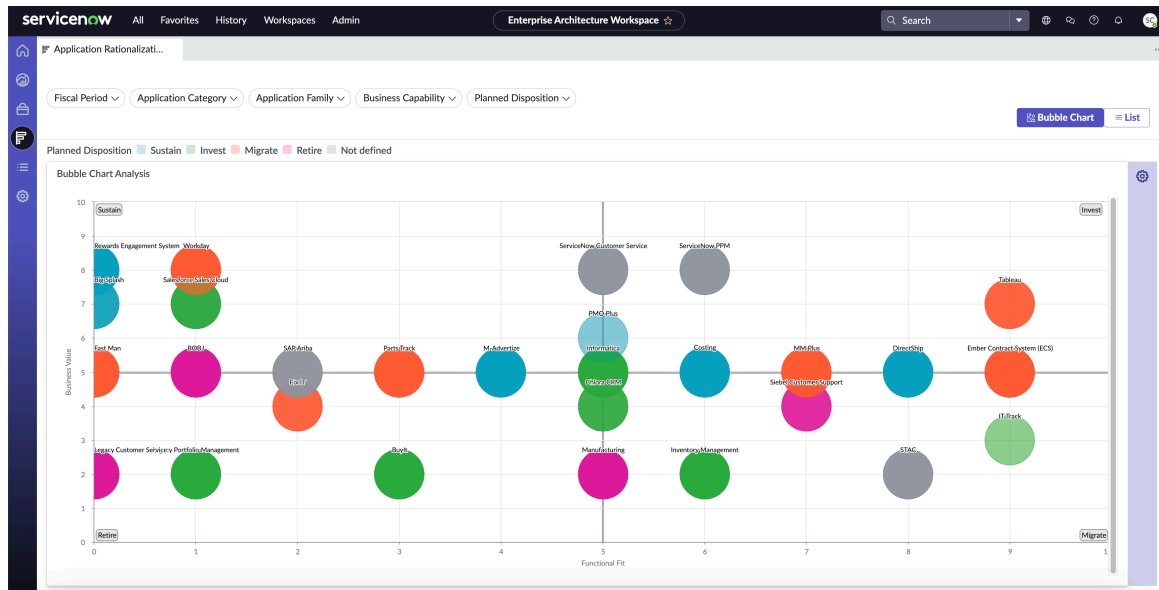 servicenow All Favorites History Workspaces Admin Enterprise Architecture Workspace Search SC
Application Rationalizati...
Fiscal Period Application Category Application Family Business Capability Planned Disposition
Bubble Chart List
Planned Disposition Sustain Invest Migrate Retire Not defined
Bubble Chart Analysis
10
Sustain Invest
9
Rewards Engagement System Workday ServiceNow Customer Service ServiceNow PPM
8
Big Splash Salesforce Sales Cloud Tableau
7
PMO Plus
6
Fast Man BOBJ SAP Ariba Parts Track M-Advertize Informatica Costing MM Plus DirectShip Ember Contract System (ECS)
5
Business Value
FixIT Chlora CRM Siebel Customer Support
4
IT Track
3
Legacy Customer Portfolio Management BuyIt Manufacturing Inventory Management STAC
2
1
Retire Migrate
0
0 1 2 3 4 5 6 7 8 9 1
Functional Fit